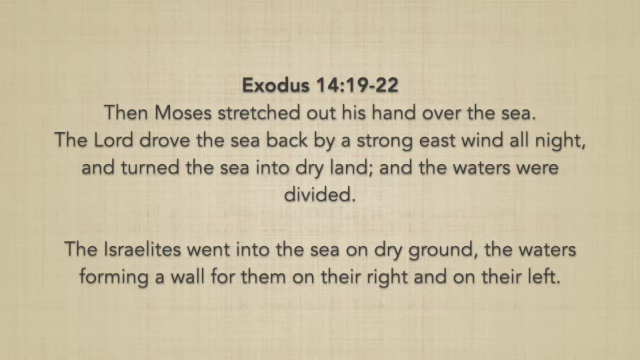 Exodus 14:19-22
Then Moses stretched out his hand over the sea.
The Lord drove the sea back by a strong east wind all night,
and turned the sea into dry land; and the waters were
divided.
The Israelites went into the sea on dry ground, the waters
forming a wall for them on their right and on their left.